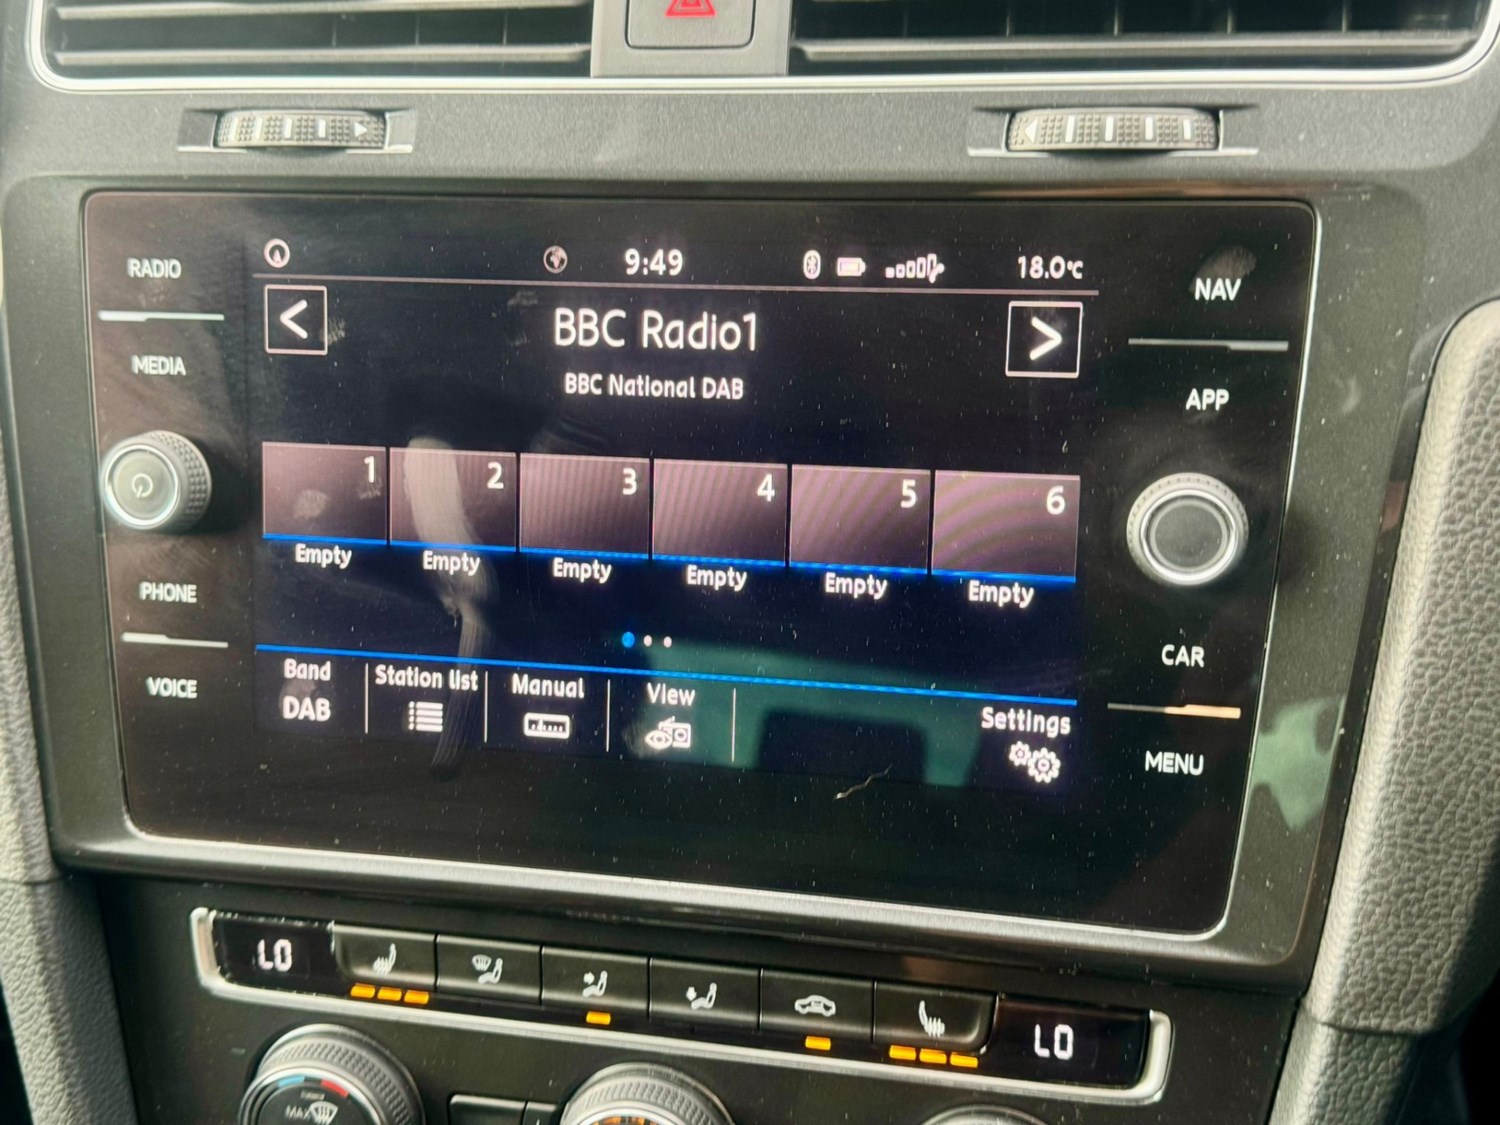 RADIO
MEDIA
PHONE
VOICE
9:49
18.0°C
<
BBC Radio1
>
BBC National DAB
1 2 3 4 5 6
Empty Empty Empty Empty Empty Empty
Band Station list Manual View Settings
DAB
NAV
APP
CAR
MENU
LO LO
MAX